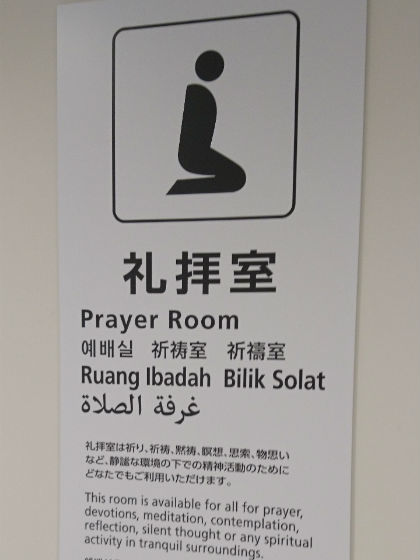 礼拝室
Prayer Room
예배실 祈祷室 祈禱室
Ruang Ibadah Bilik Solat
غرفة الصلاة
礼拝室は祈り、祈祷、黙祷、瞑想、思索、物思い
など、静謐な環境の下での精神活動のために
どなたでもご利用いただけます。
This room is available for all for prayer,
devotions, meditation, contemplation,
reflection, silent thought or any spiritual
activity in tranquil surroundings.